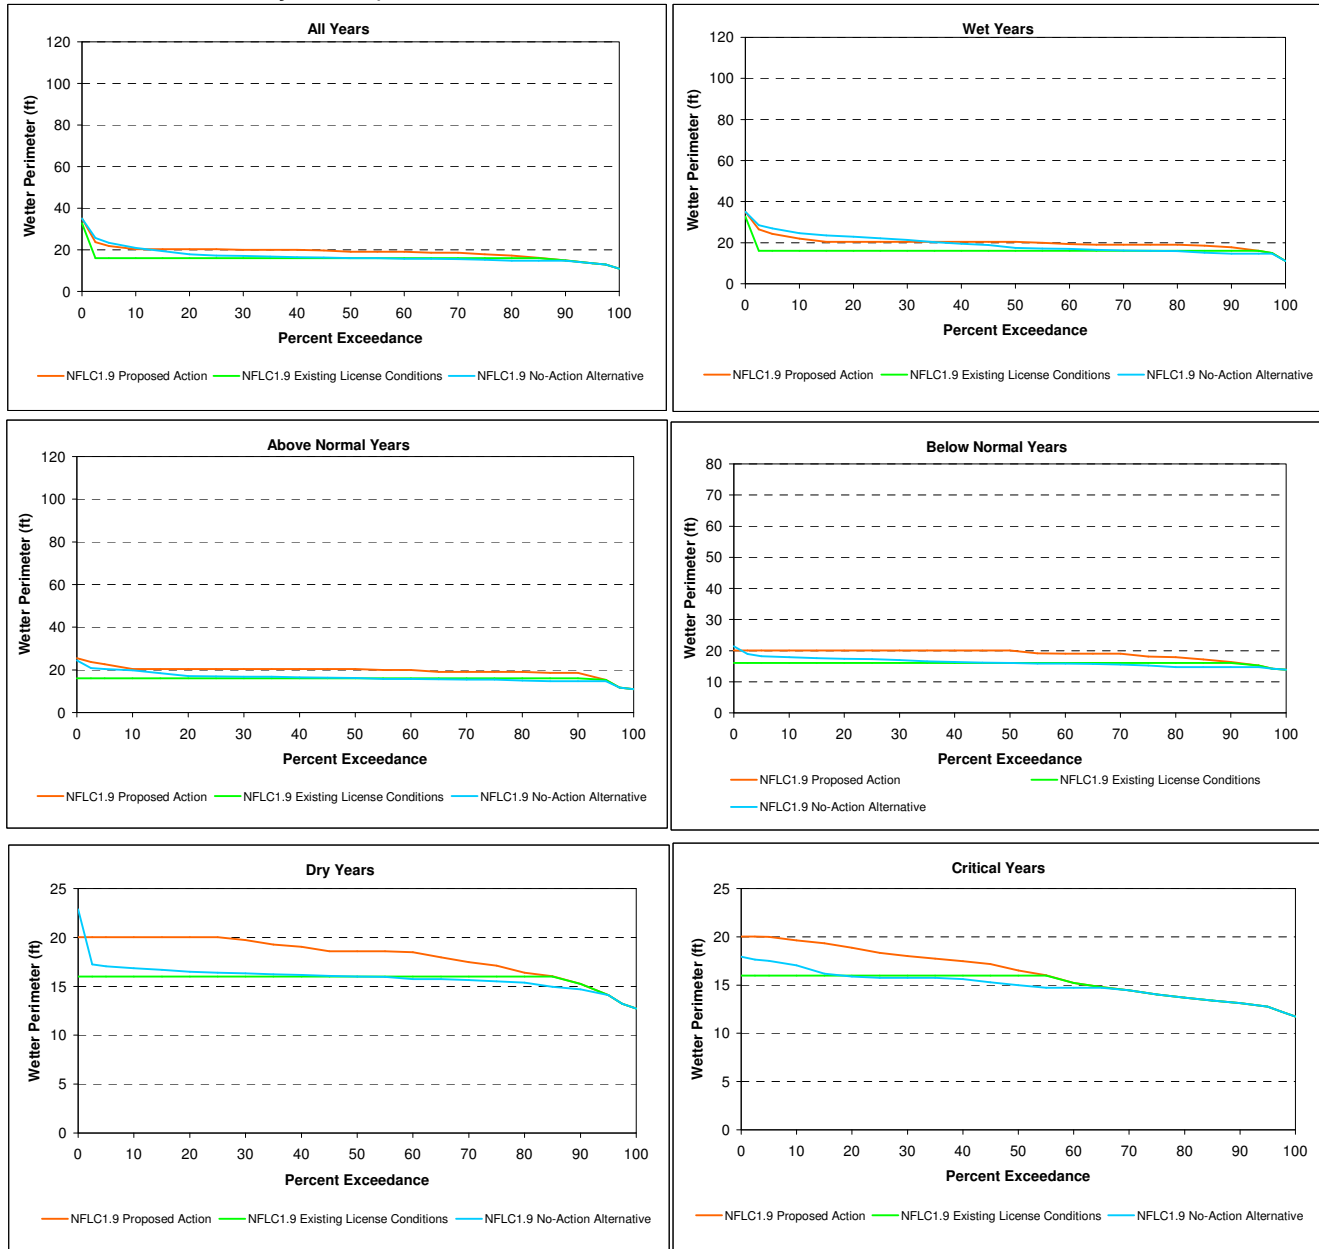 All Years
120
100
80
60
40
20
0
Wetter Perimeter (ft)
0 10 20 30 40 50 60 70 80 90 100
Percent Exceedance
NFLC1.9 Proposed Action NFLC1.9 Existing License Conditions NFLC1.9 No-Action Alternative
Wet Years
120
100
80
60
40
20
0
Wetter Perimeter (ft)
0 10 20 30 40 50 60 70 80 90 100
Percent Exceedance
NFLC1.9 Proposed Action NFLC1.9 Existing License Conditions NFLC1.9 No-Action Alternative
Above Normal Years
120
100
80
60
40
20
0
Wetter Perimeter (ft)
0 10 20 30 40 50 60 70 80 90 100
Percent Exceedance
NFLC1.9 Proposed Action NFLC1.9 Existing License Conditions NFLC1.9 No-Action Alternative
Below Normal Years
80
70
60
50
40
30
20
10
0
Wetter Perimeter (ft)
0 10 20 30 40 50 60 70 80 90 100
Percent Exceedance
NFLC1.9 Proposed Action NFLC1.9 Existing License Conditions
NFLC1.9 No-Action Alternative
Dry Years
25
20
15
10
5
0
Wetter Perimeter (ft)
0 10 20 30 40 50 60 70 80 90 100
Percent Exceedance
NFLC1.9 Proposed Action NFLC1.9 Existing License Conditions NFLC1.9 No-Action Alternative
Critical Years
25
20
15
10
5
0
Wetter Perimeter (ft)
0 10 20 30 40 50 60 70 80 90 100
Percent Exceedance
NFLC1.9 Proposed Action NFLC1.9 Existing License Conditions NFLC1.9 No-Action Alternative